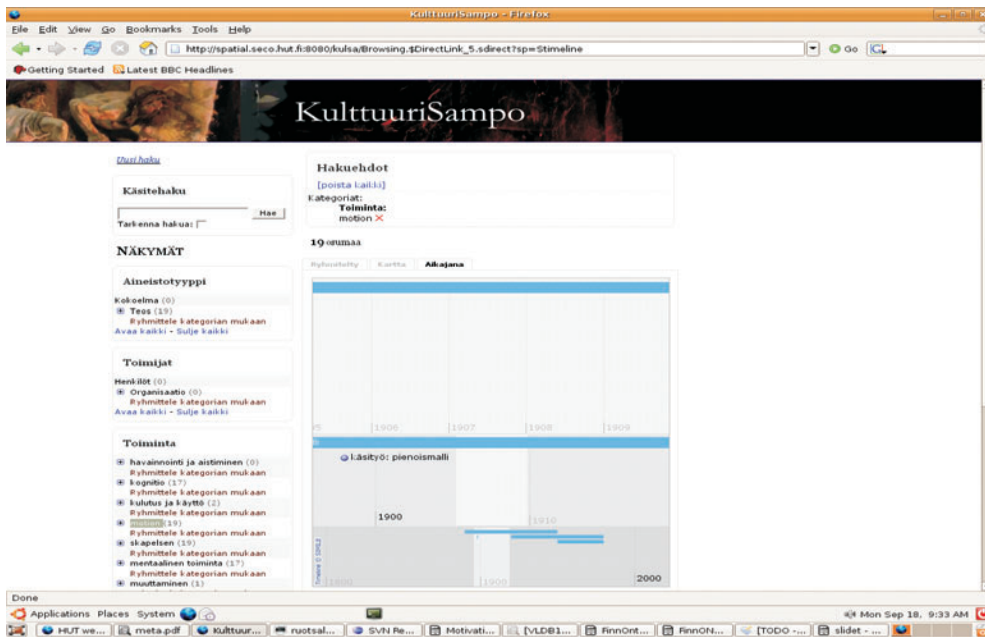 KulttuuriSampo - Firefox
File Edit View Go Bookmarks Tools Help
http://spatial.seco.hut.fi:8080/kulsa/Browsing.$DirectLink_5.sdirect?sp=Stimeline
Go
Getting Started Latest BBC Headlines
KulttuuriSampo
Uusi haku
Käsitehaku
Hae
Tarkenna hakua:
NÄKYMÄT
Aineistotyyppi
Kokoelma (0)
Teos (19)
Ryhmittele kategorian mukaan
Avaa kaikki - Sulje kaikki
Toimijat
Henkilöt (0)
Organisaatio (0)
Ryhmittele kategorian mukaan
Avaa kaikki - Sulje kaikki
Toiminta
havainnointi ja aistiminen (0)
Ryhmittele kategorian mukaan
kognitio (17)
Ryhmittele kategorian mukaan
kulutus ja käyttö (2)
Ryhmittele kategorian mukaan
motion (19)
Ryhmittele kategorian mukaan
skapelsen (19)
Ryhmittele kategorian mukaan
mentaalinen toiminta (17)
Ryhmittele kategorian mukaan
muuttaminen (1)
Hakuehdot
[poista kaikki]
Kategoriat:
Toiminta:
motion
19 osumaa
Ryhmitelty Kartta Aikajana
1906 1907 1908 1909
käsityö: pienoismalli
1900 1910
Timeline © SIMILE
1800 1900 2000
Done
Applications Places System
Mon Sep 18, 9:33 AM
HUT we... meta.pdf Kulttuur... ruotsal... SVN Re... Motivati... [VLDB1... FinnOnt... FinnON... [TODO -... slidet - ...